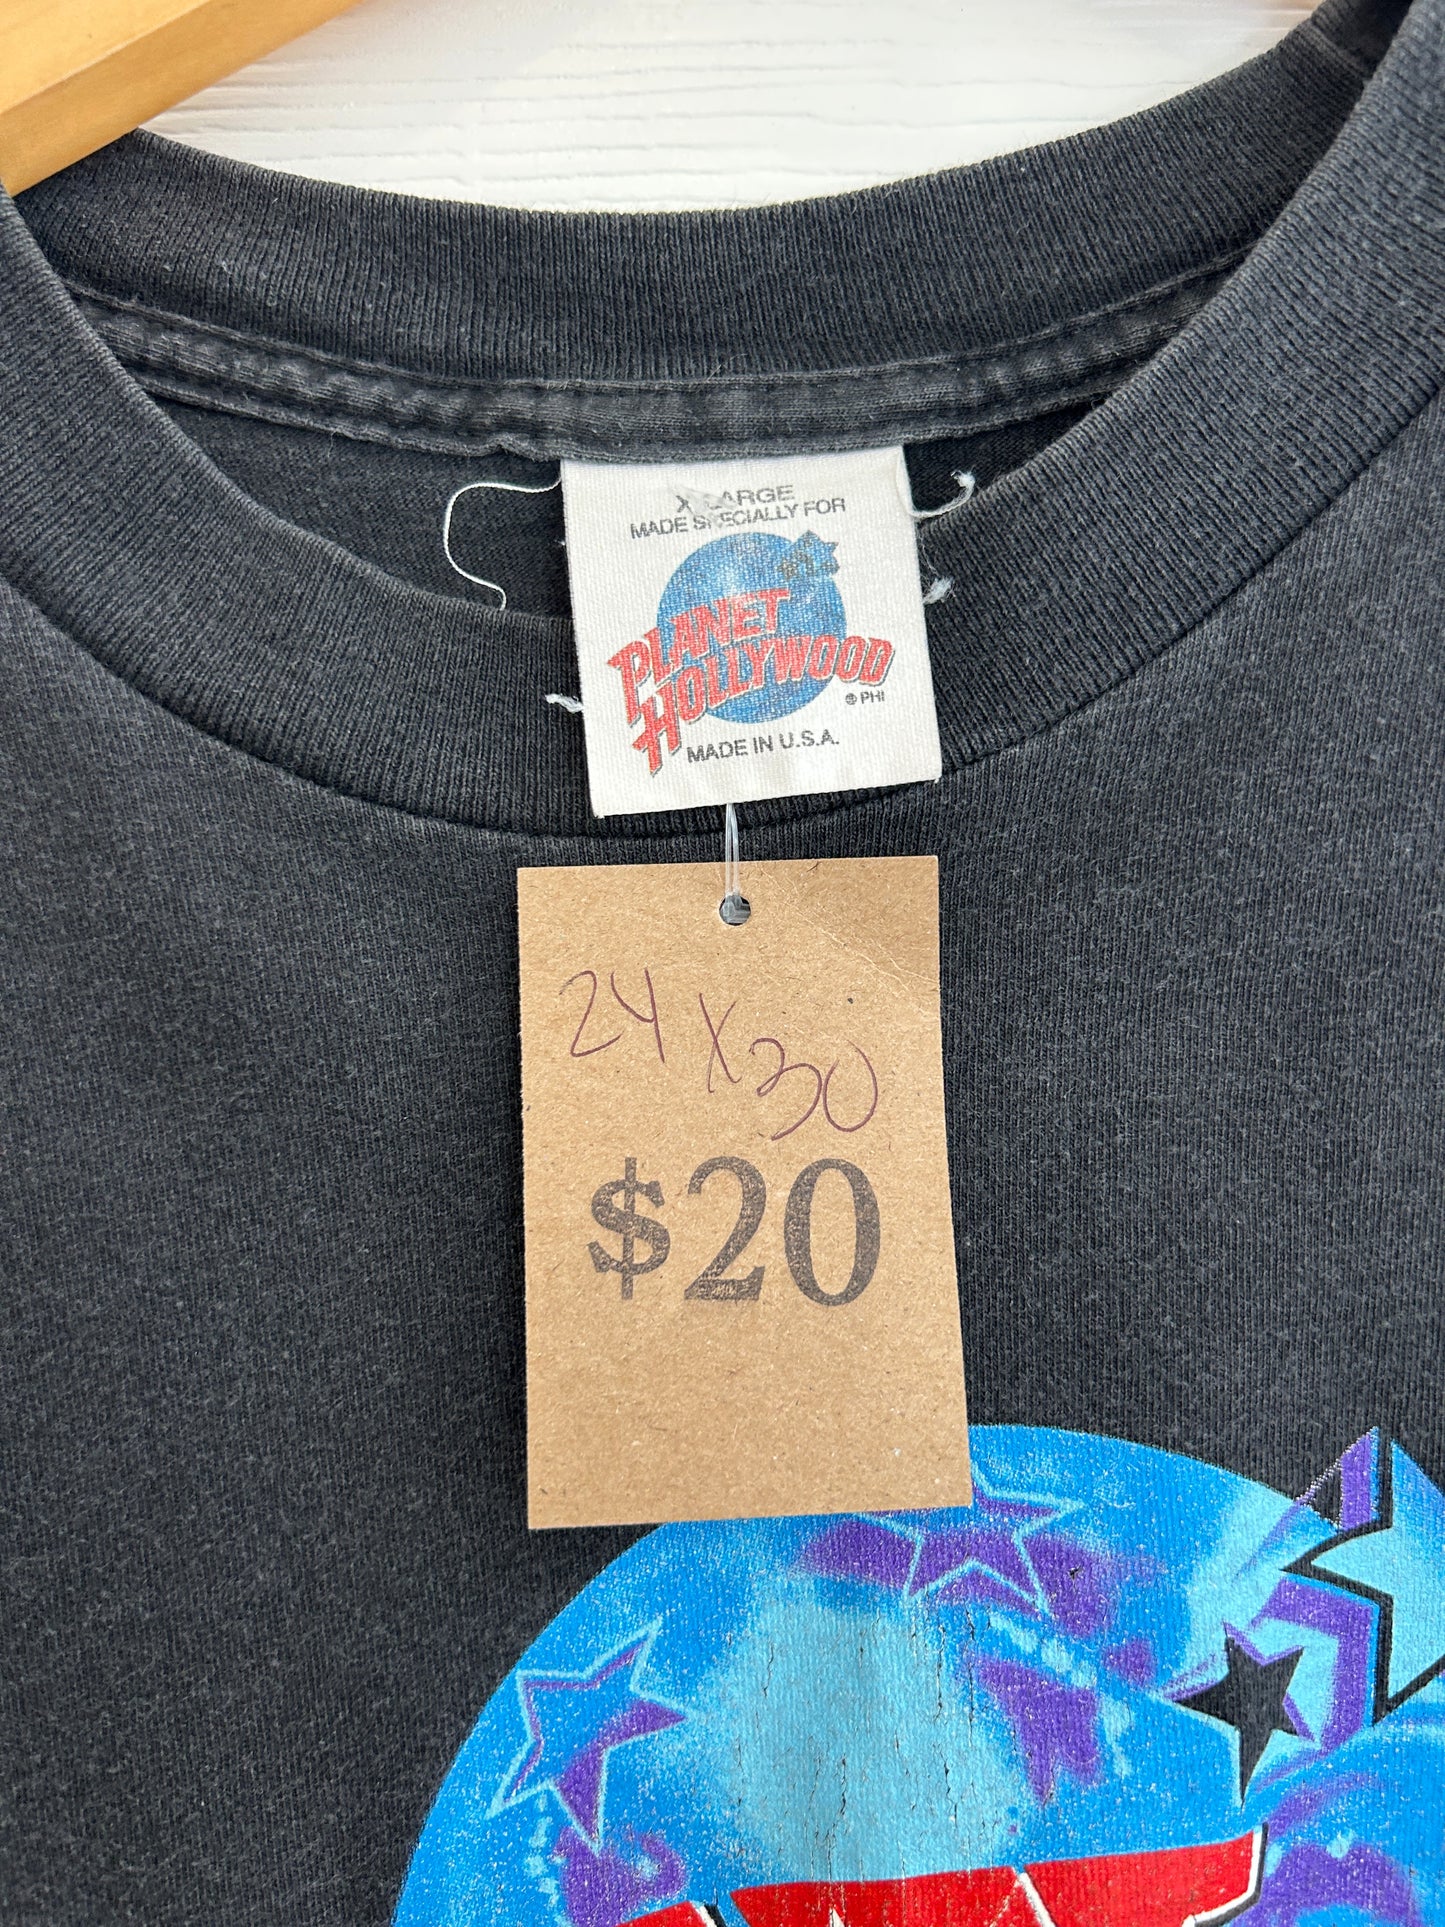 X-LARGE
MADE SPECIALLY FOR
PLANET
HOLLYWOOD
® PHI
MADE IN U.S.A.
24 x 30
$20